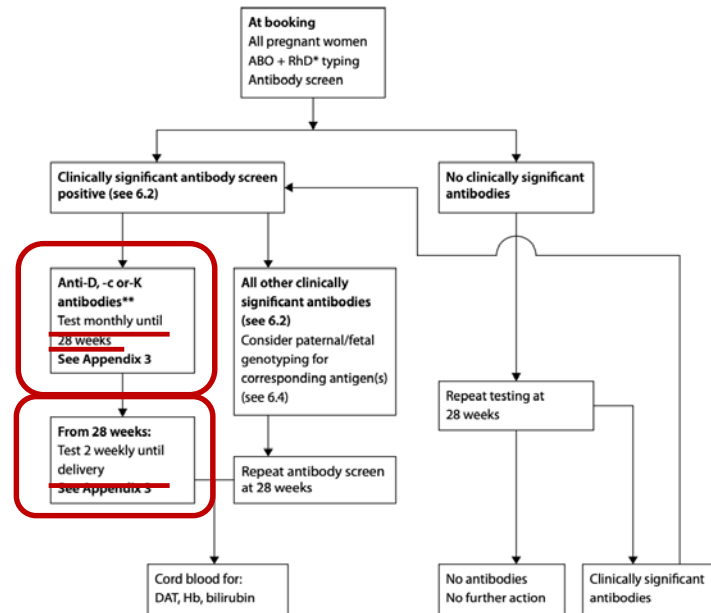 At booking
All pregnant women
ABO + RhD* typing
Antibody screen
Clinically significant antibody screen
positive (see 6.2)
No clinically significant
antibodies
Anti-D, -c or-K
antibodies**
Test monthly until
28 weeks
See Appendix 3
All other clinically
significant antibodies
(see 6.2)
Consider paternal/fetal
genotyping for
corresponding antigen(s)
(see 6.4)
Repeat testing at
28 weeks
From 28 weeks:
Test 2 weekly until
delivery
See Appendix 3
Repeat antibody screen
at 28 weeks
Cord blood for:
DAT, Hb, bilirubin
No antibodies
No further action
Clinically significant
antibodies